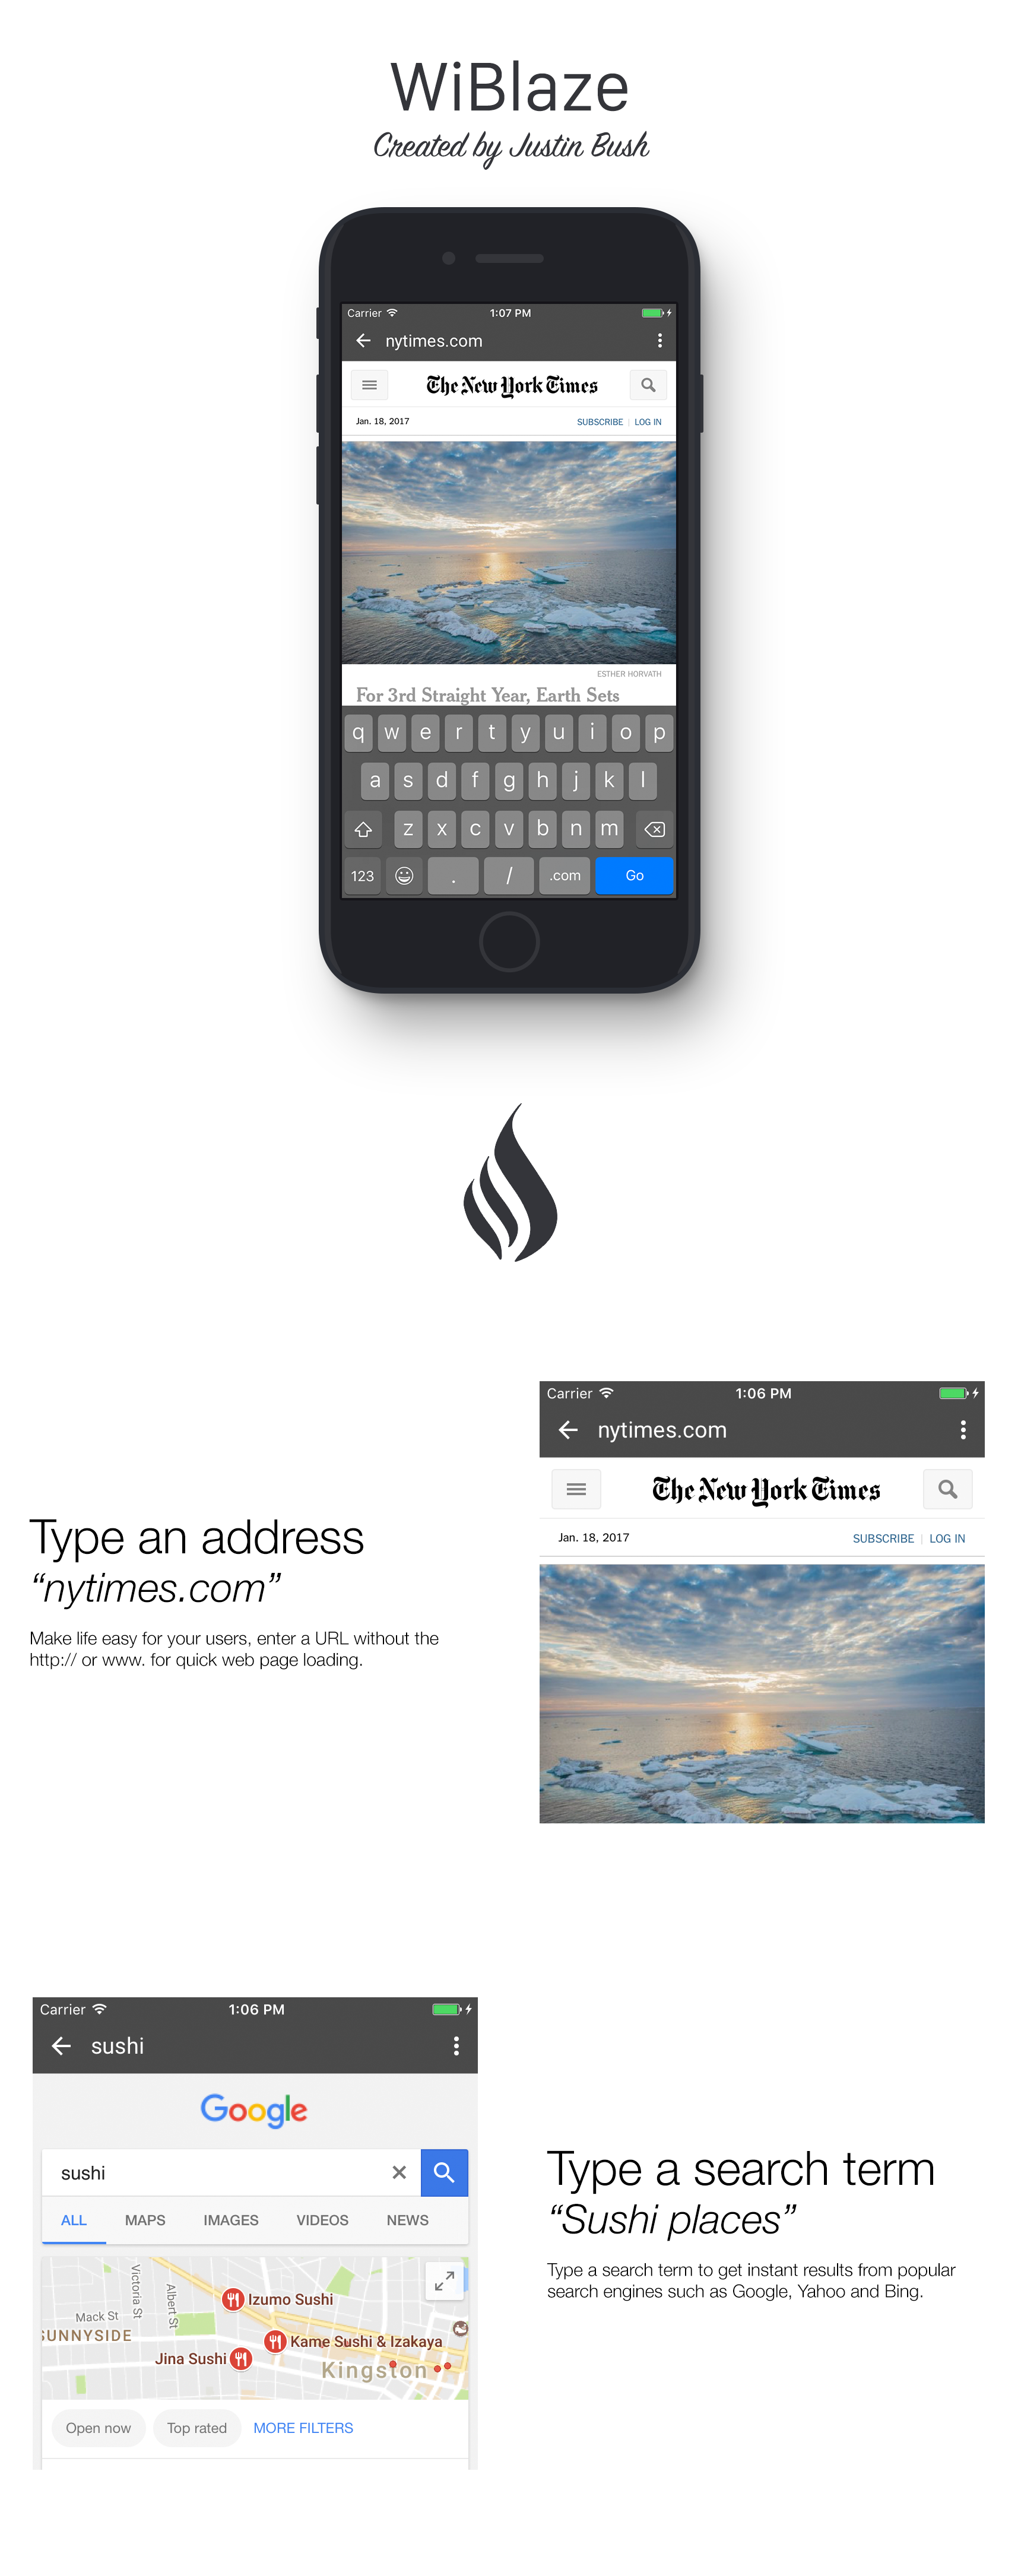 WiBlaze
Created by Justin Bush
Carrier 1:07 PM
nytimes.com
The New York Times
Jan. 18, 2017 SUBSCRIBE | LOG IN
ESTHER HORVATH
For 3rd Straight Year, Earth Sets
q w e r t y u i o p
a s d f g h j k l
z x c v b n m
123 . / .com Go
Carrier 1:06 PM
nytimes.com
The New York Times
Jan. 18, 2017 SUBSCRIBE | LOG IN
Type an address
“nytimes.com”
Make life easy for your users, enter a URL without the
http:// or www. for quick web page loading.
Carrier 1:06 PM
sushi
Google
sushi
ALL MAPS IMAGES VIDEOS NEWS
Victoria St
Albert St
Izumo Sushi
Mack St
SUNNYSIDE
Kame Sushi & Izakaya
Jina Sushi
Kingston
Open now Top rated MORE FILTERS
Type a search term
“Sushi places”
Type a search term to get instant results from popular
search engines such as Google, Yahoo and Bing.